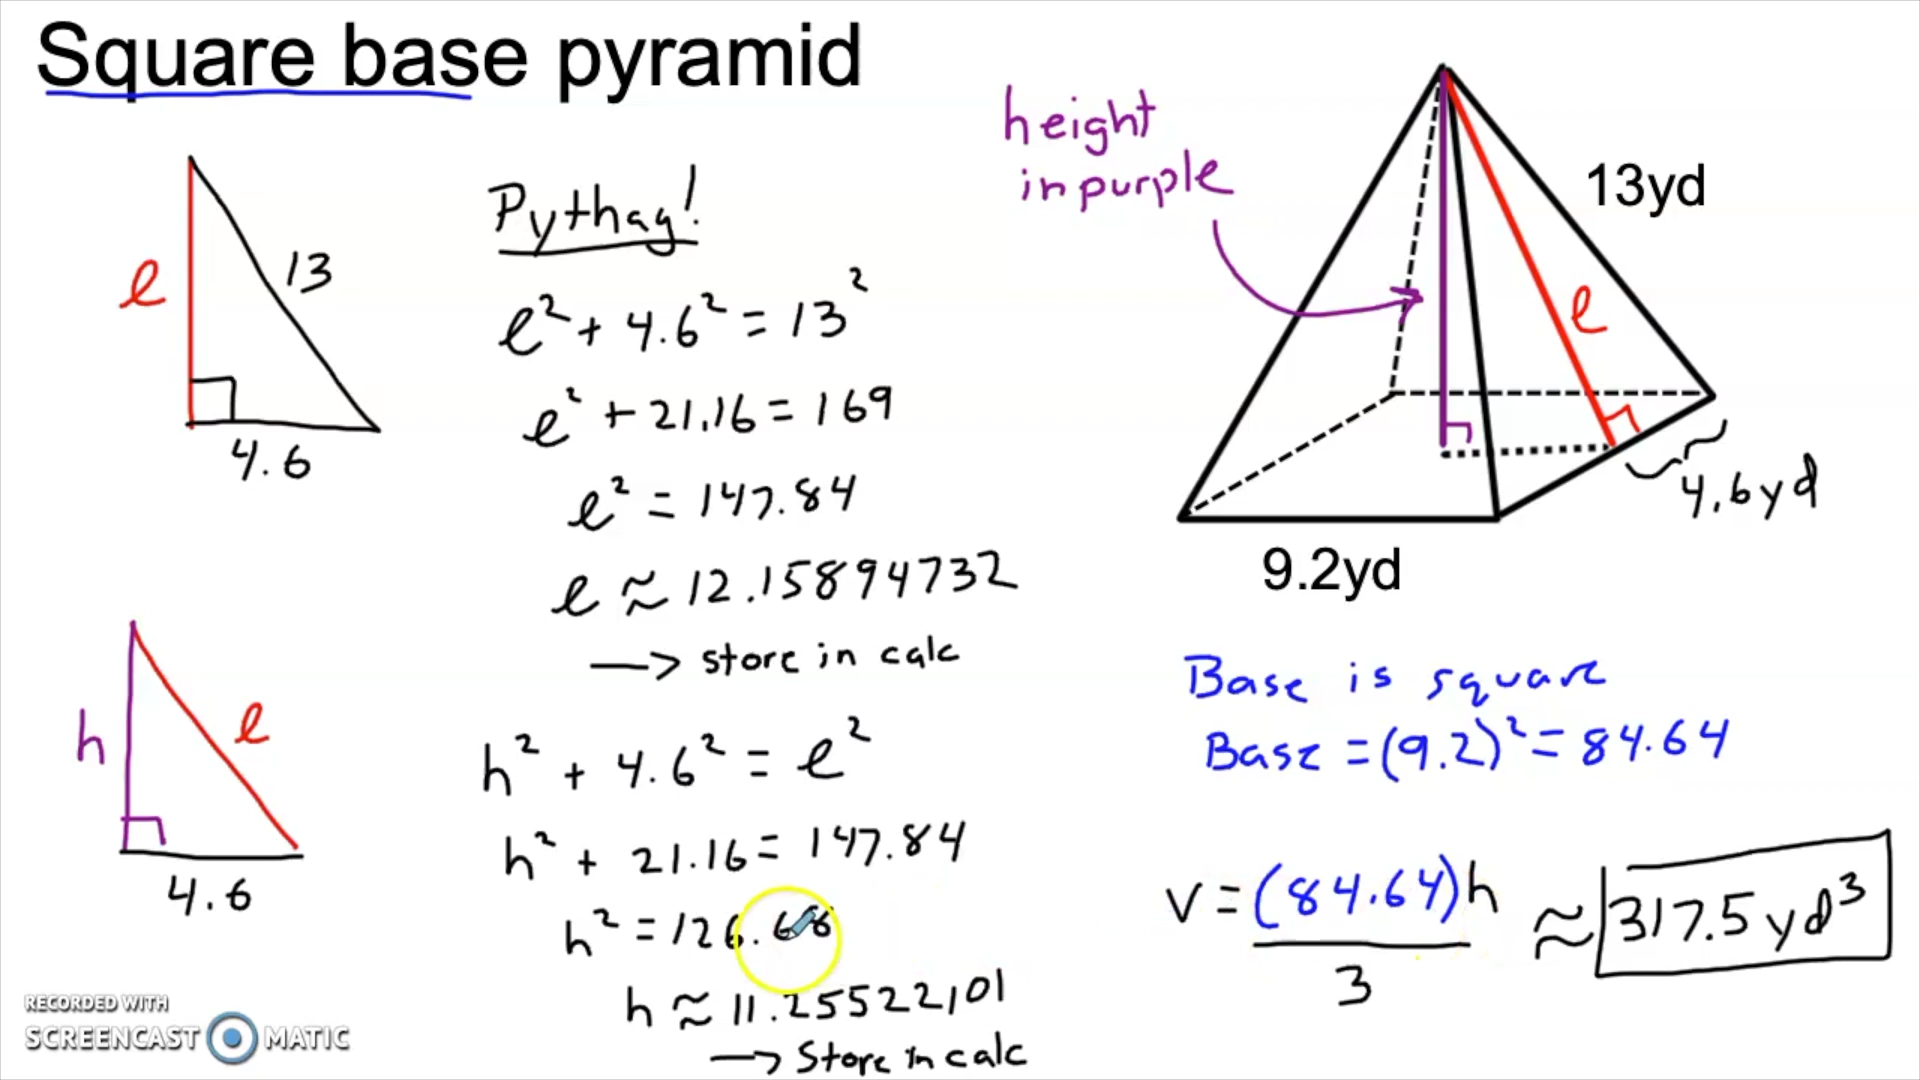 Square base pyramid
ℓ
13
4.6
Pythag!
ℓ² + 4.6² = 13²
ℓ² + 21.16 = 169
ℓ² = 147.84
ℓ ≈ 12.15894732
→ store in calc
h
ℓ
4.6
h² + 4.6² = ℓ²
h² + 21.16 = 147.84
h² = 126.68
h ≈ 11.25522101
→ Store in calc
height
in purple
13yd
ℓ
4.6yd
9.2yd
Base is square
Base = (9.2)² = 84.64
V = (84.64)h
3
≈ 317.5 yd³
RECORDED WITH
SCREENCAST MATIC